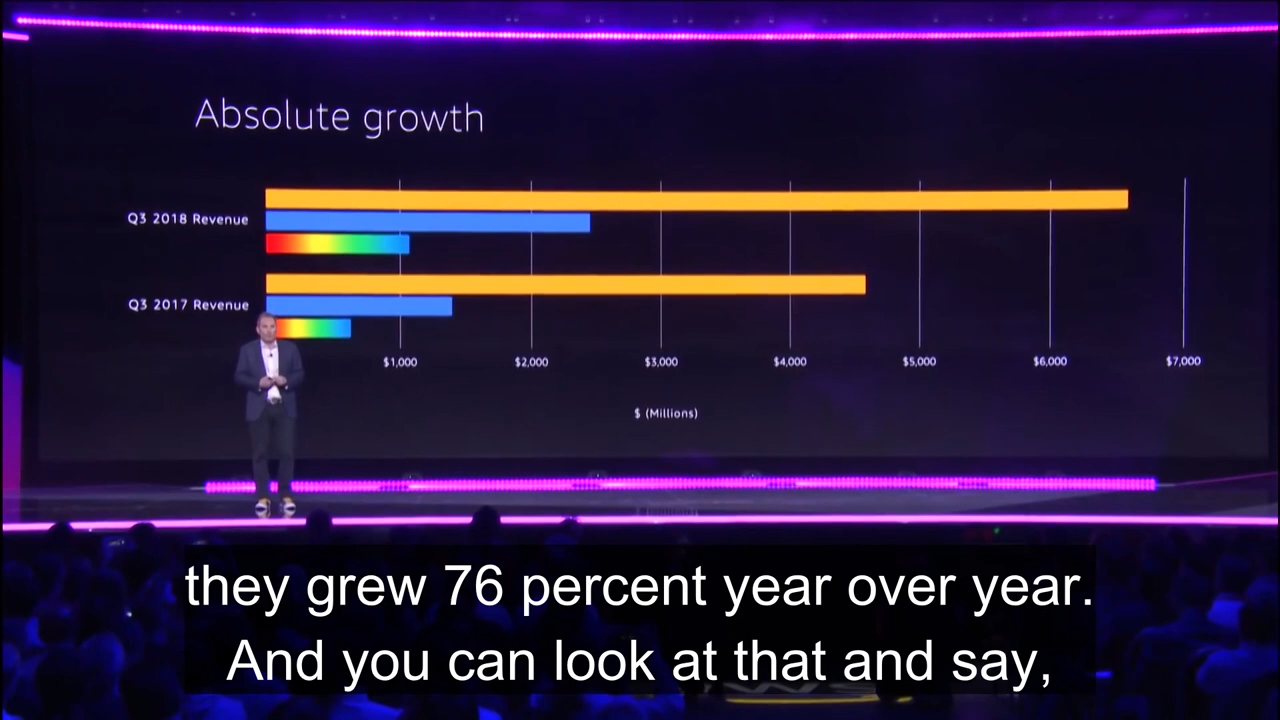 Absolute growth
Q3 2018 Revenue
Q3 2017 Revenue
$1,000
$2,000
$3,000
$4,000
$5,000
$6,000
$7,000
$ (Millions)
they grew 76 percent year over year.
And you can look at that and say,